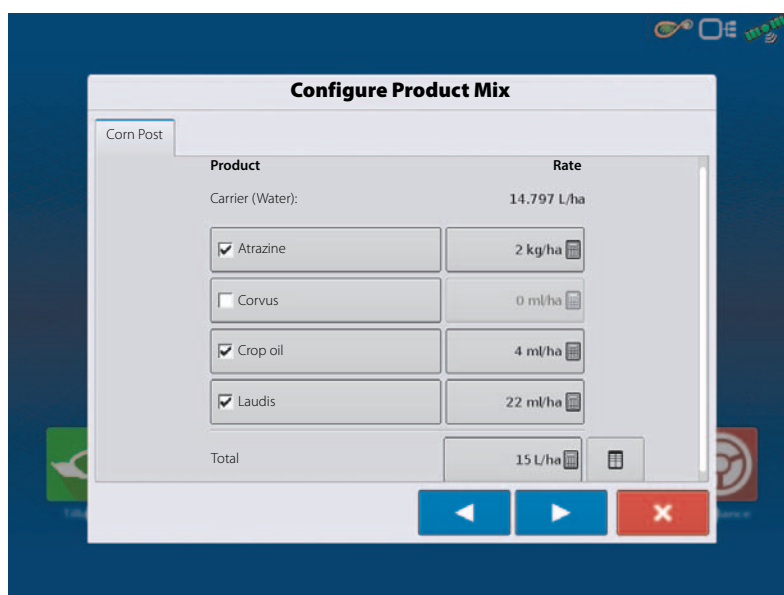 Configure Product Mix
Corn Post
Product Rate
Carrier (Water): 14.797 L/ha
Atrazine 2 kg/ha
Corvus 0 ml/ha
Crop oil 4 ml/ha
Laudis 22 ml/ha
Total 15 L/ha